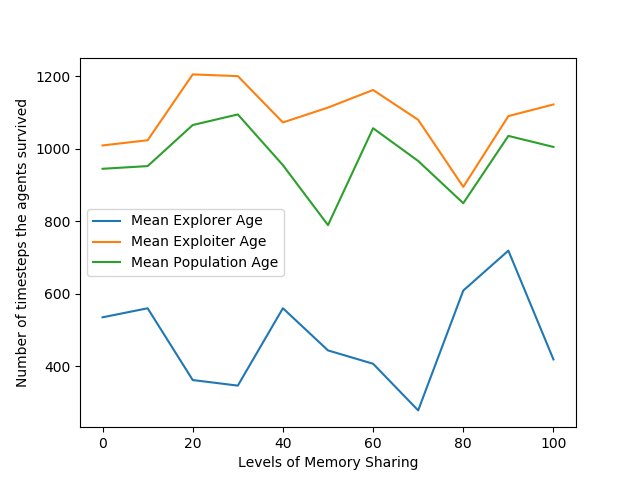 1200
1000
800
600
400
Number of timesteps the agents survived
Mean Explorer Age
Mean Exploiter Age
Mean Population Age
0 20 40 60 80 100
Levels of Memory Sharing